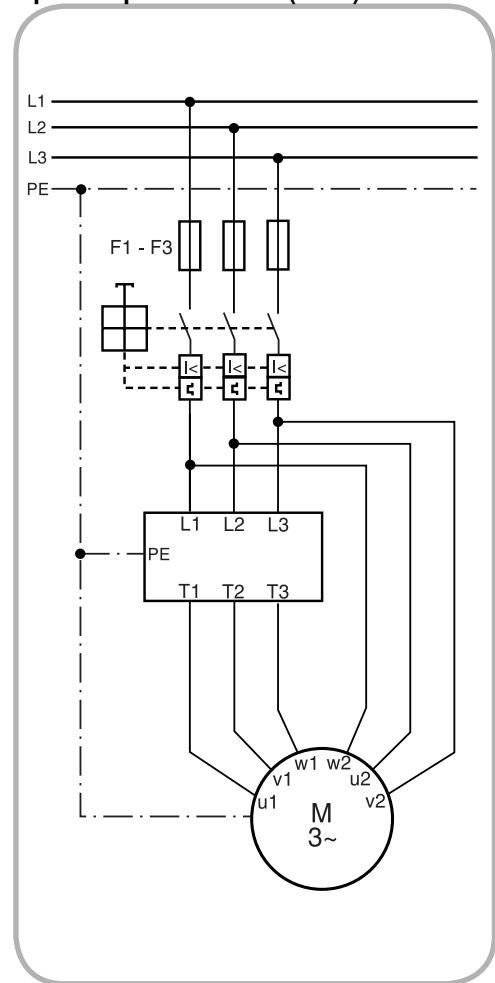 L1
L2
L3
PE
F1 - F3
I< I< I<
L1 L2 L3
PE
T1 T2 T3
w1 w2
v1 u2
u1 v2
M
3~